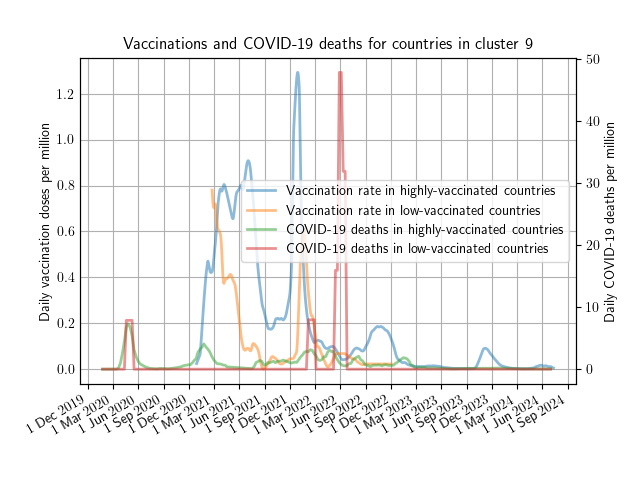 Vaccinations and COVID-19 deaths for countries in cluster 9
Daily vaccination doses per million
1.2
1.0
0.8
0.6
0.4
0.2
0.0
Vaccination rate in highly-vaccinated countries
Vaccination rate in low-vaccinated countries
COVID-19 deaths in highly-vaccinated countries
COVID-19 deaths in low-vaccinated countries
50
40
30
20
10
0
Daily COVID-19 deaths per million
1 Dec 2019
1 Mar 2020
1 Jun 2020
1 Sep 2020
1 Dec 2020
1 Mar 2021
1 Jun 2021
1 Sep 2021
1 Dec 2021
1 Mar 2022
1 Jun 2022
1 Sep 2022
1 Dec 2022
1 Mar 2023
1 Jun 2023
1 Sep 2023
1 Dec 2023
1 Mar 2024
1 Jun 2024
1 Sep 2024